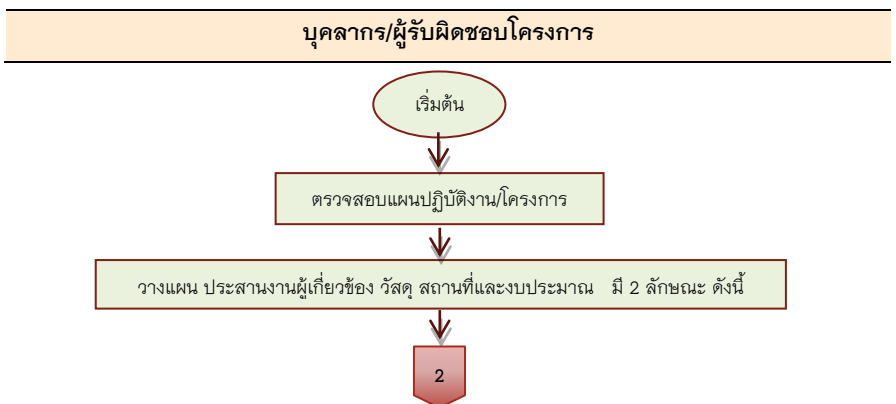 บุคลากร/ผู้รับผิดชอบโครงการ
เริ่มต้น
ตรวจสอบแผนปฏิบัติงาน/โครงการ
วางแผน ประสานงานผู้เกี่ยวข้อง วัสดุ สถานที่และงบประมาณ มี 2 ลักษณะ ดังนี้
2